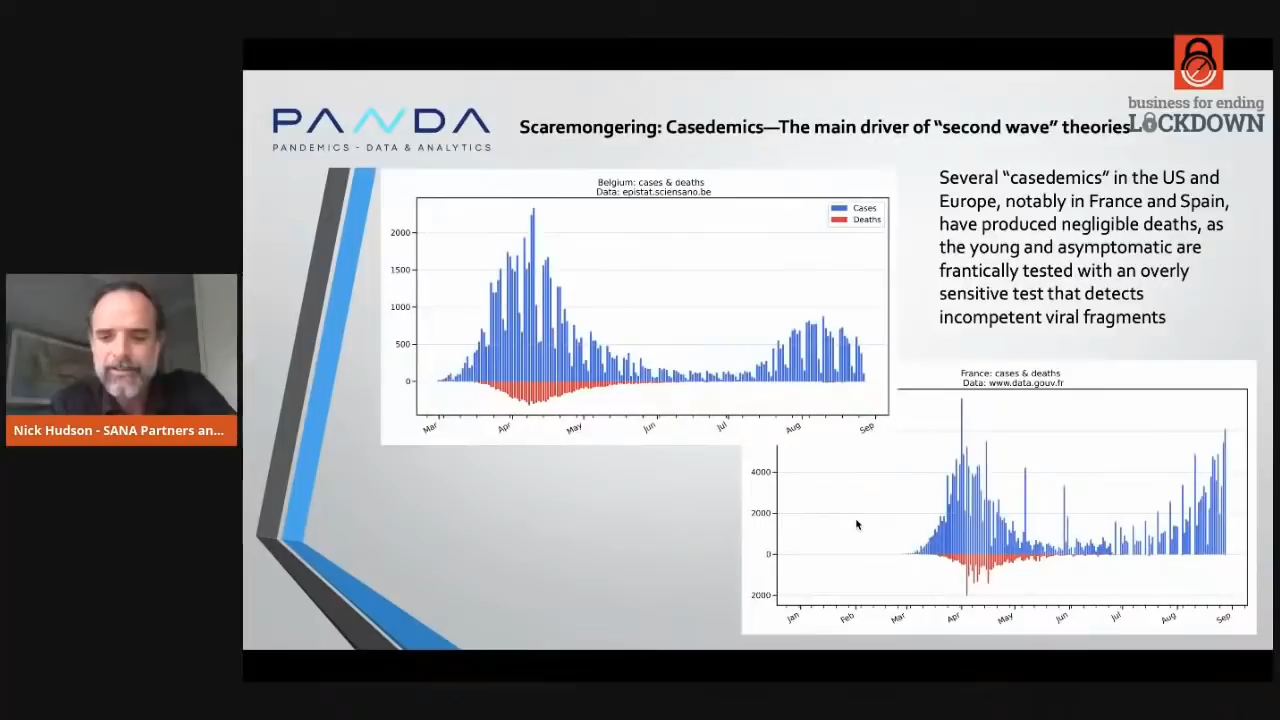 PANDA
PANDEMICS - DATA & ANALYTICS
Scaremongering: Casedemics—The main driver of “second wave” theories
business for ending
LOCKDOWN
Several “casedemics” in the US and
Europe, notably in France and Spain,
have produced negligible deaths, as
the young and asymptomatic are
frantically tested with an overly
sensitive test that detects
incompetent viral fragments
Belgium: cases & deaths
Data: epistat.sciensano.be
Cases
Deaths
2000
1500
1000
500
0
Mar Apr May Jun Jul Aug Sep
France: cases & deaths
Data: www.data.gouv.fr
4000
2000
0
2000
Jan Feb Mar Apr May Jun Jul Aug Sep
Nick Hudson - SANA Partners an...